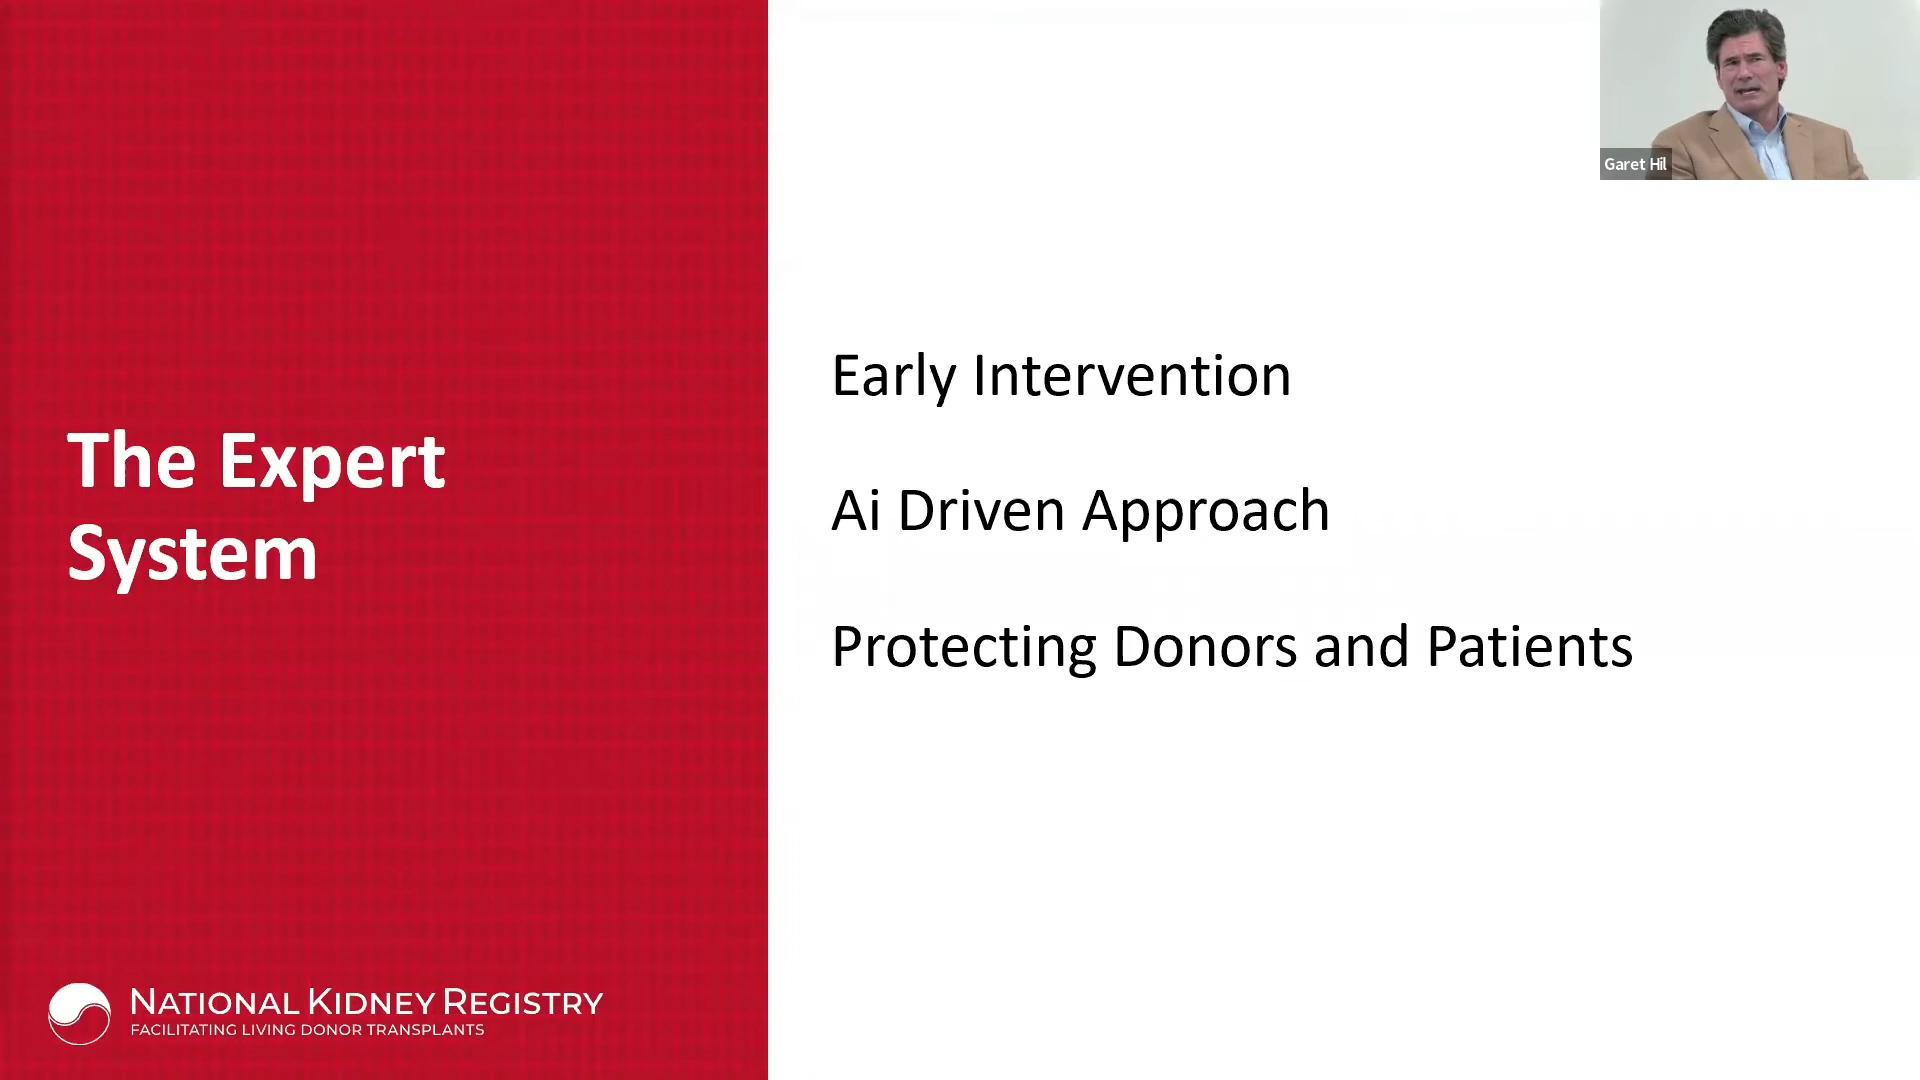 Garet Hil
The Expert
System
Early Intervention
Ai Driven Approach
Protecting Donors and Patients
NATIONAL KIDNEY REGISTRY
FACILITATING LIVING DONOR TRANSPLANTS